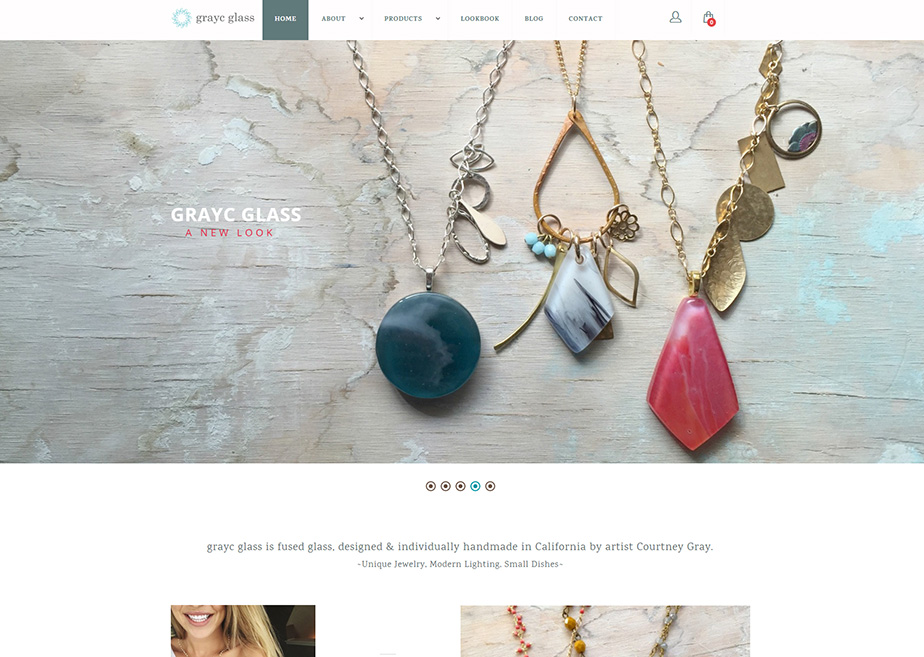 grayc glass HOME ABOUT PRODUCTS LOOKBOOK BLOG CONTACT 0
GRAYC GLASS
A NEW LOOK
grayc glass is fused glass, designed & individually handmade in California by artist Courtney Gray.
~Unique Jewelry, Modern Lighting, Small Dishes~